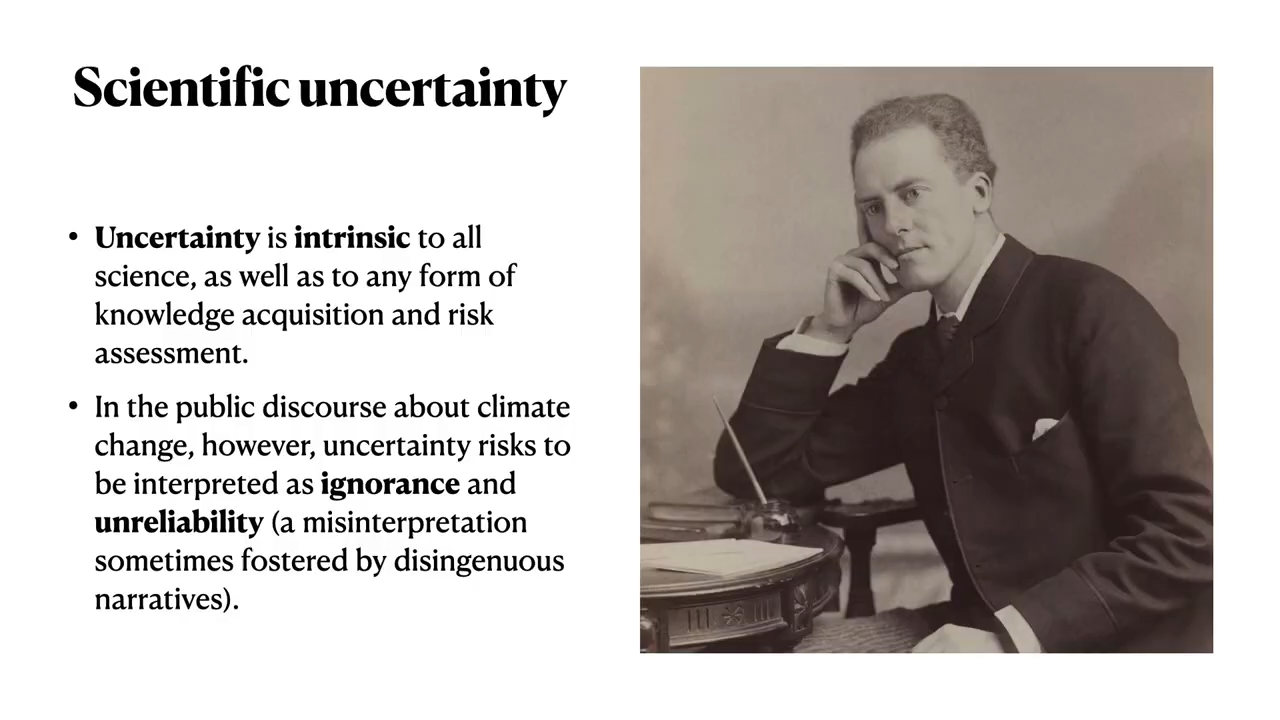 Scientific uncertainty
• Uncertainty is intrinsic to all
science, as well as to any form of
knowledge acquisition and risk
assessment.
• In the public discourse about climate
change, however, uncertainty risks to
be interpreted as ignorance and
unreliability (a misinterpretation
sometimes fostered by disingenuous
narratives).